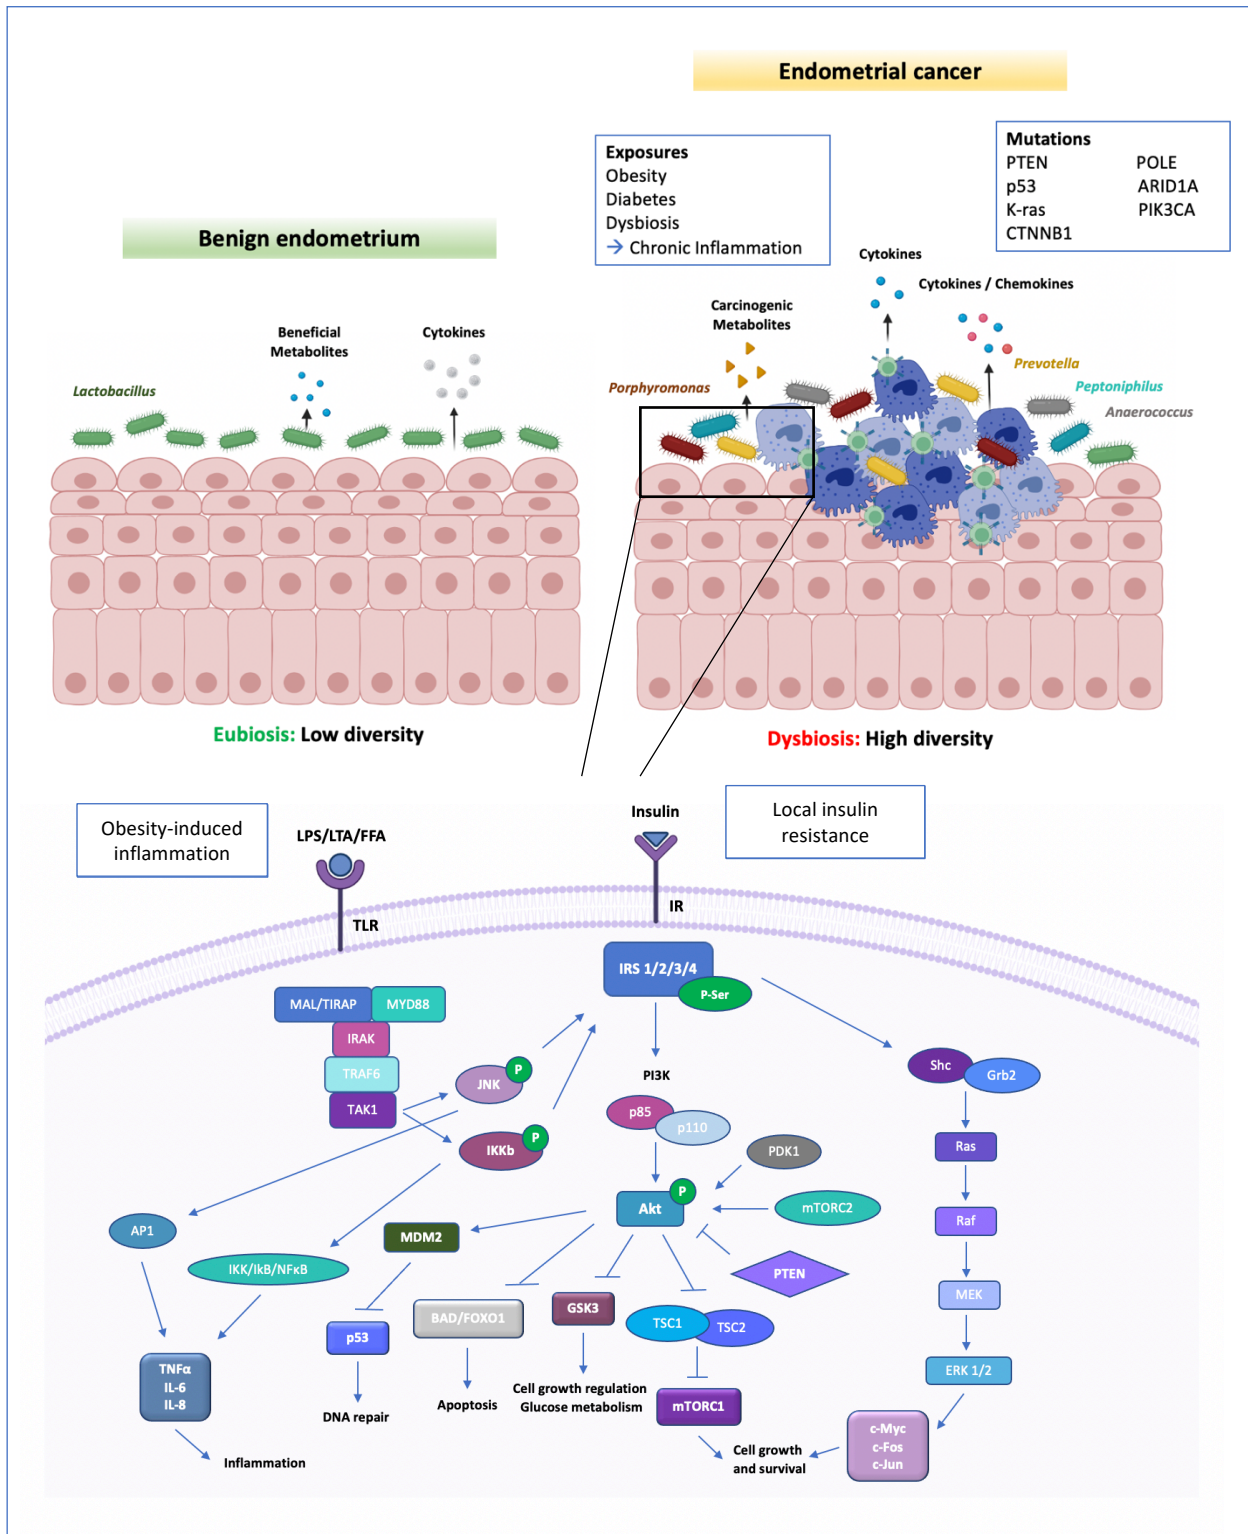 Endometrial cancer
Exposures
Obesity
Diabetes
Dysbiosis
→ Chronic Inflammation
Mutations
PTEN POLE
p53 ARID1A
K-ras PIK3CA
CTNNB1
Benign endometrium
Beneficial
Metabolites
Cytokines
Lactobacillus
Carcinogenic
Metabolites
Cytokines
Cytokines / Chemokines
Porphyromonas
Prevotella
Peptoniphilus
Anaerococcus
Eubiosis: Low diversity
Dysbiosis: High diversity
Obesity-induced
inflammation
LPS/LTA/FFA
TLR
Insulin
IR
Local insulin
resistance
IRS 1/2/3/4
P-Ser
MAL/TIRAP
MYD88
IRAK
TRAF6
TAK1
JNK
P
IKKb
P
PI3K
p85
p110
Shc
Grb2
PDK1
Akt
P
mTORC2
PTEN
Ras
Raf
MEK
ERK 1/2
AP1
IKK/IkB/NFκB
MDM2
p53
DNA repair
BAD/FOXO1
Apoptosis
GSK3
Cell growth regulation
Glucose metabolism
TSC1
TSC2
mTORC1
TNFα
IL-6
IL-8
Inflammation
Cell growth
and survival
c-Myc
c-Fos
c-Jun